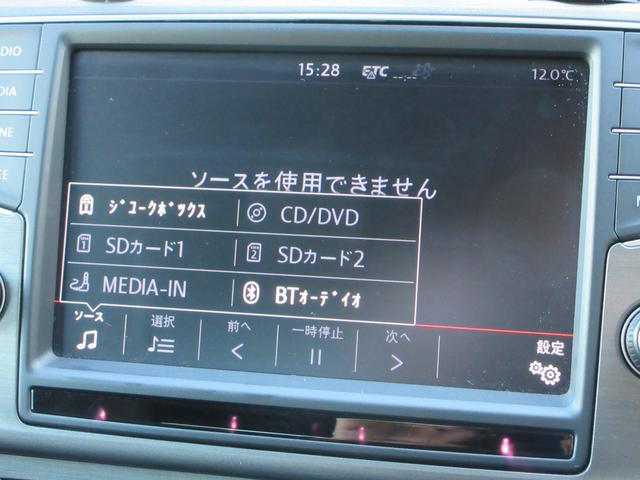 15:28 ETC --:-- 12.0℃
ソースを使用できません
ｼﾞｭｰｸﾎﾞｯｸｽ CD/DVD
SDカード1 SDカード2
MEDIA-IN BTｵｰﾃﾞｨｵ
ソース 選択 前へ 一時停止 次へ 設定